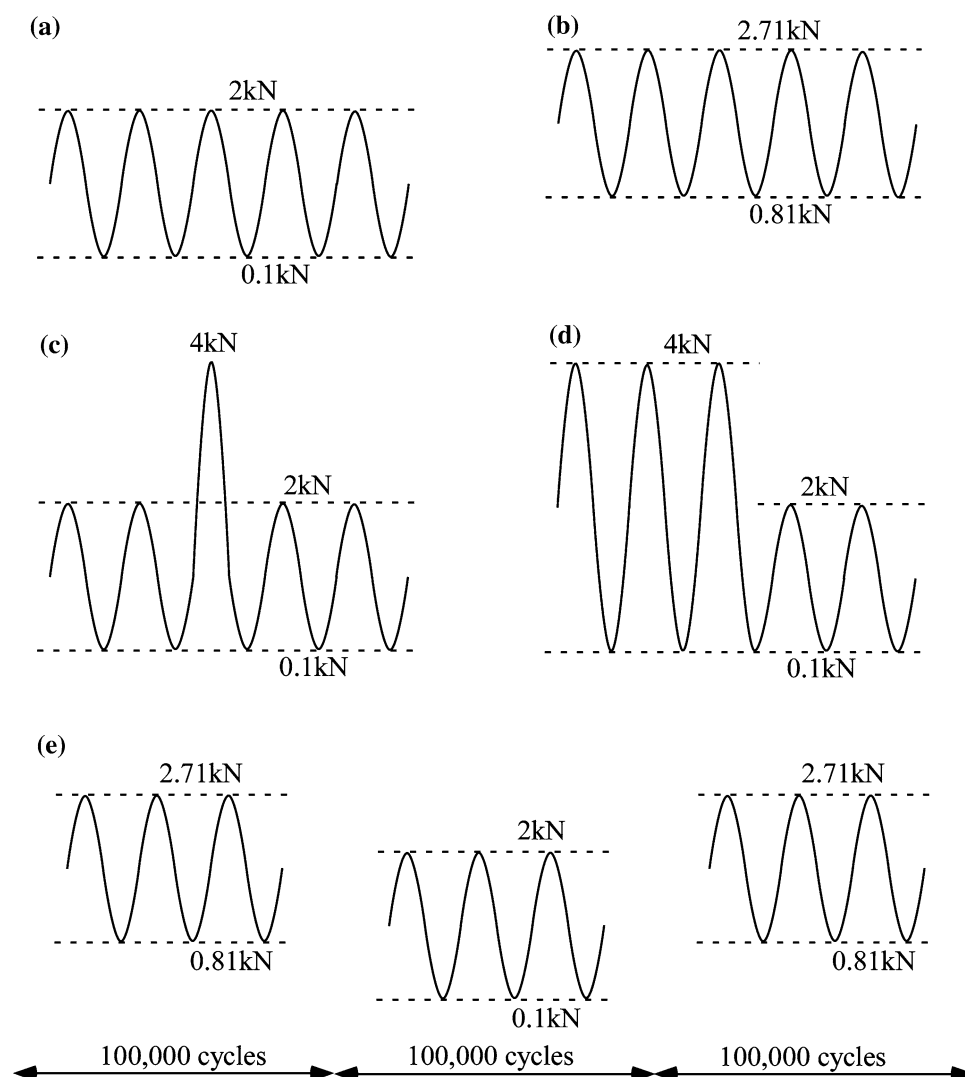 (a)
2kN
0.1kN
(b)
2.71kN
0.81kN
(c)
4kN
2kN
0.1kN
(d)
4kN
2kN
0.1kN
(e)
2.71kN
0.81kN
2kN
0.1kN
2.71kN
0.81kN
100,000 cycles
100,000 cycles
100,000 cycles